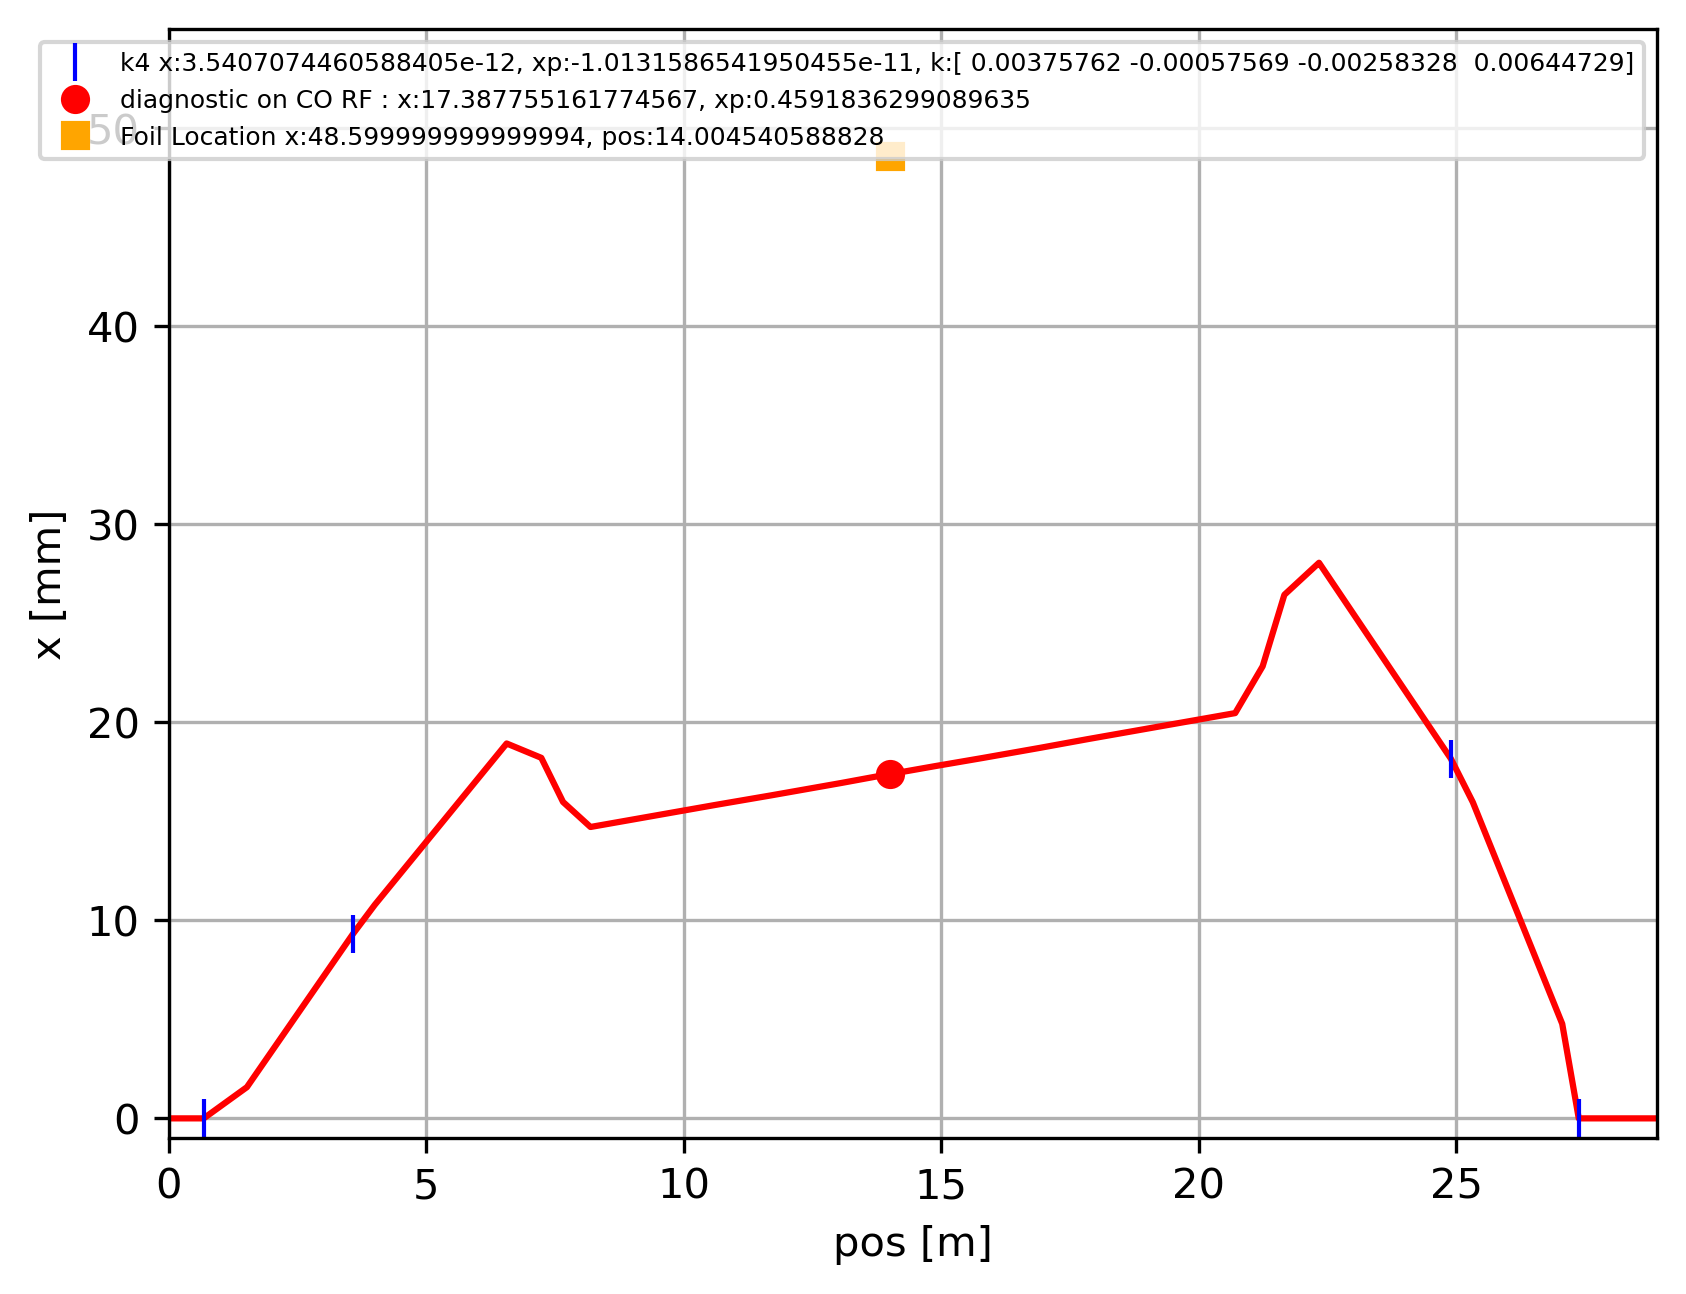 k4 x:3.5407074460588405e-12, xp:-1.0131586541950455e-11, k:[ 0.00375762 -0.00057569 -0.00258328  0.00644729]
diagnostic on CO RF : x:17.387755161774567, xp:0.4591836299089635
Foil Location x:48.599999999999994, pos:14.004540588828
50
40
30
20
10
0
x [mm]
0 5 10 15 20 25
pos [m]